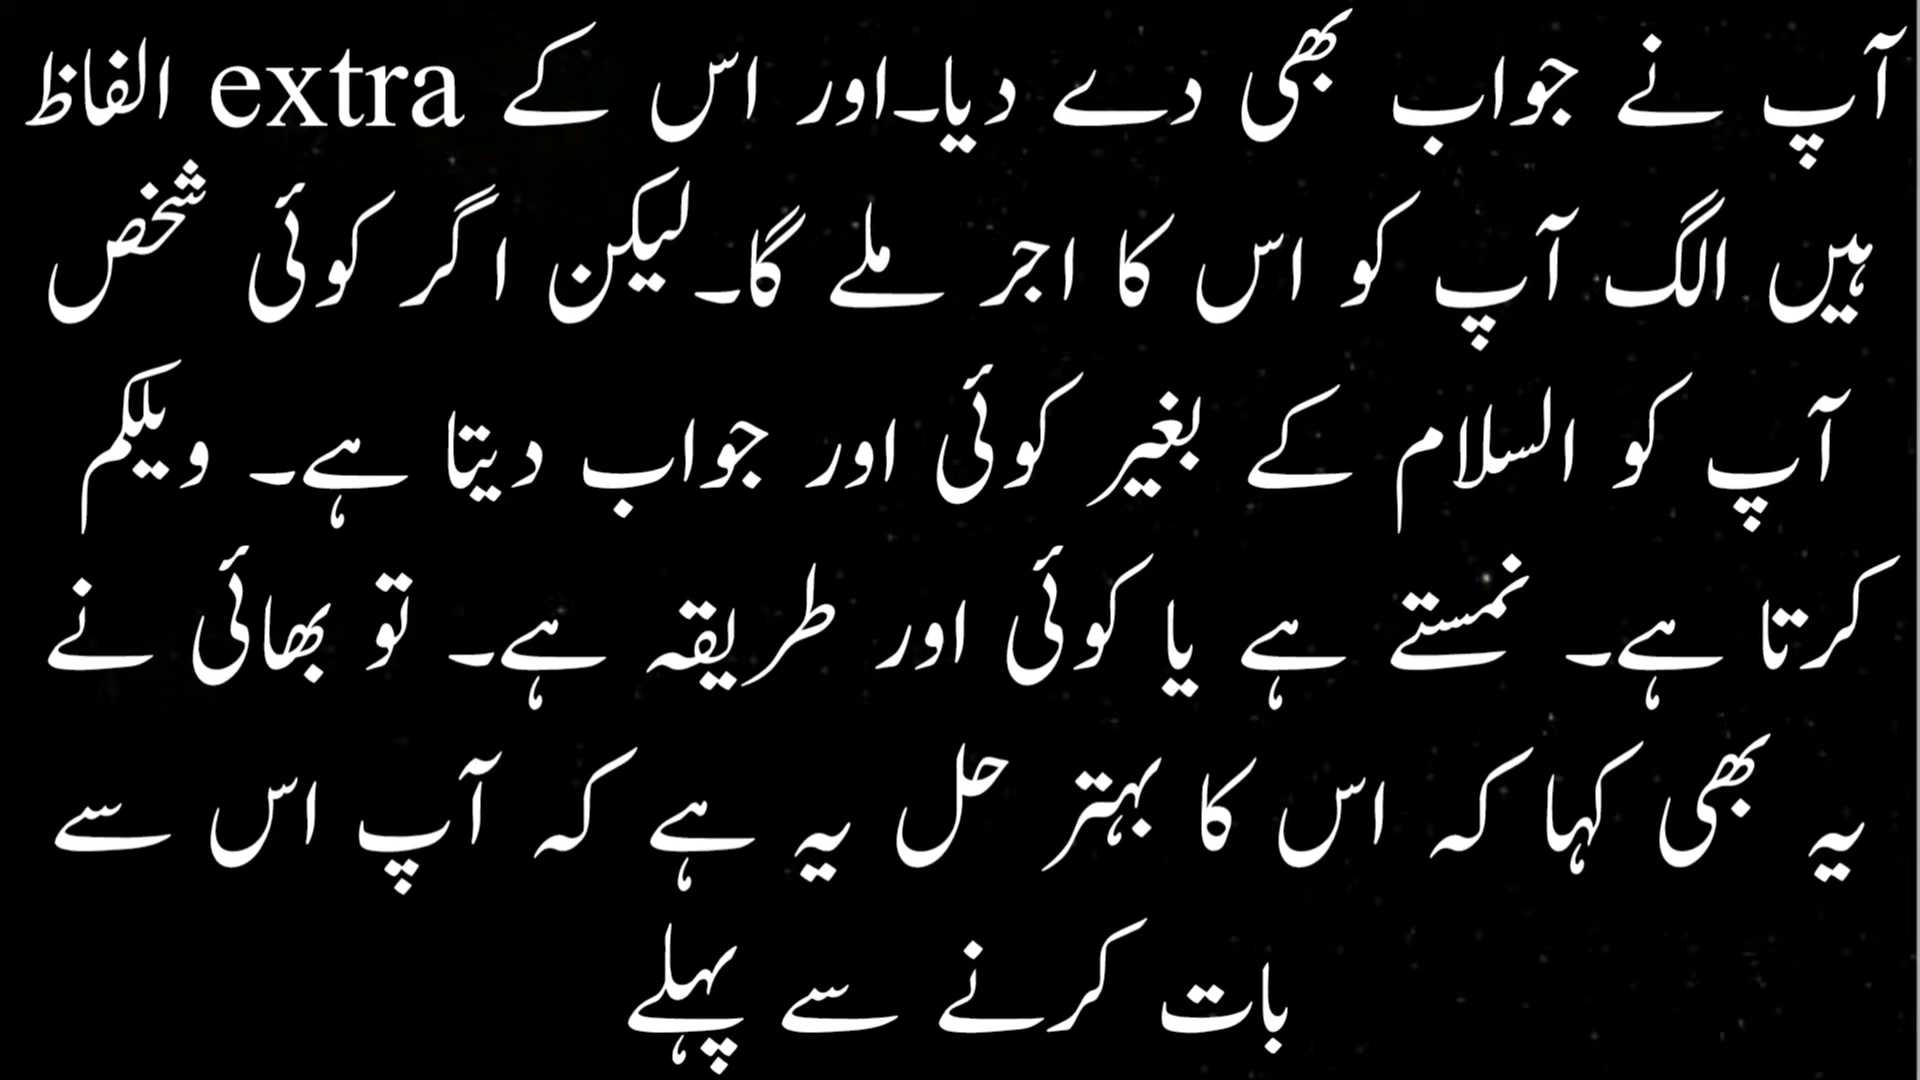 آپ نے جواب بھی دے دیا۔اور اس کے extra الفاظ
ہیں الگ آپ کو اس کا اجر ملے گا۔لیکن اگر کوئی شخص
آپ کو السلام کے بغیر کوئی اور جواب دیتا ہے۔ ویلکم
کرتا ہے۔ نمستے ہے یا کوئی اور طریقہ ہے۔ تو بھائی نے
یہ بھی کہا کہ اس کا بہتر حل یہ ہے کہ آپ اس سے
بات کرنے سے پہلے